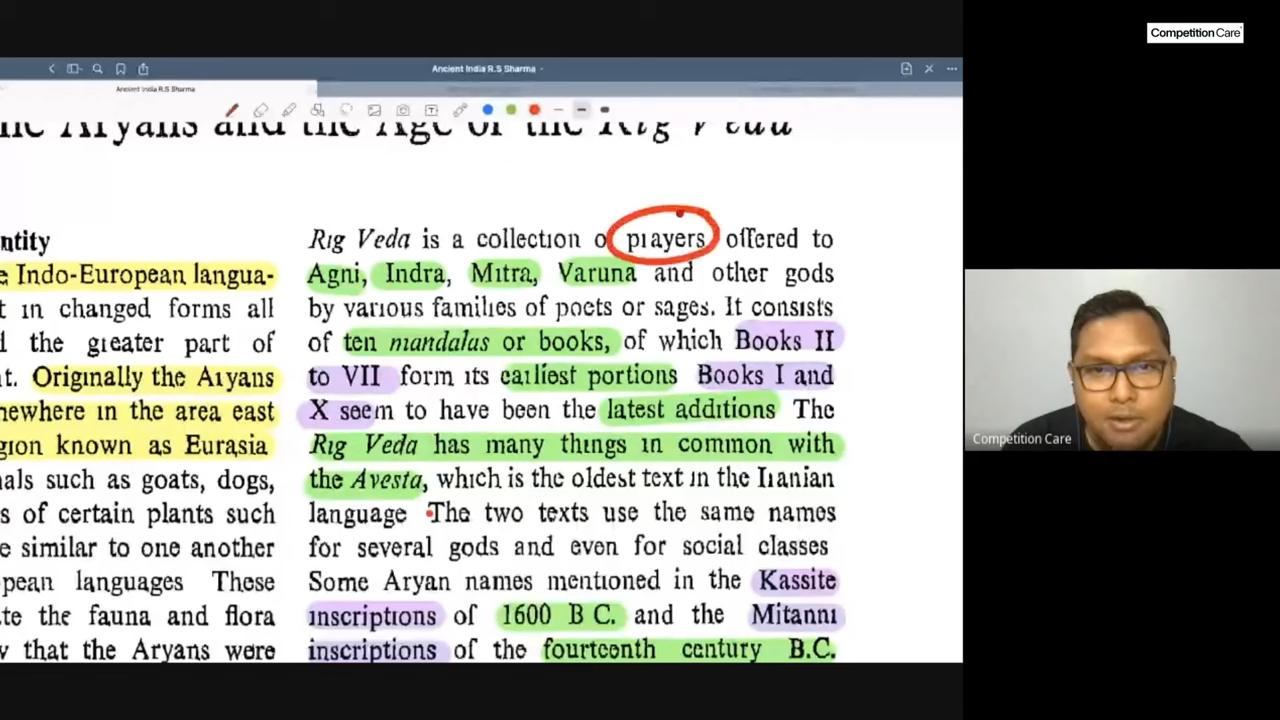 CompetitionCare
Ancient India R.S Sharma
Ancient India R.S Sharma
the Aryans and the Age of the Rig Veda
ntity
e Indo-European langua-
t in changed forms all
d the greater part of
t. Originally the Aryans
mewhere in the area east
gion known as Eurasia
nals such as goats, dogs,
s of certain plants such
e similar to one another
pean languages These
te the fauna and flora
w that the Aryans were
Rig Veda is a collection o prayers offered to
Agni, Indra, Mitra, Varuna and other gods
by various families of poets or sages. It consists
of ten mandalas or books, of which Books II
to VII form its earliest portions Books I and
X seem to have been the latest additions The
Rig Veda has many things in common with
the Avesta, which is the oldest text in the Iranian
language The two texts use the same names
for several gods and even for social classes
Some Aryan names mentioned in the Kassite
inscriptions of 1600 B C. and the Mitanni
inscriptions of the fourteenth century B.C.
Competition Care